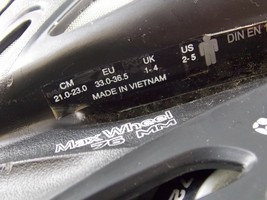 CM EU UK US
21.0-23.0 33.0-36.5 1-4 2-5
MADE IN VIETNAM
DIN EN
Max Wheel
76 MM